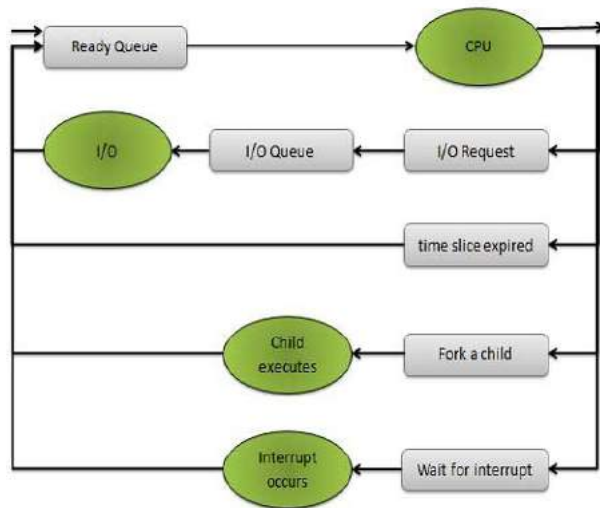 Ready Queue
CPU
I/O
I/O Queue
I/O Request
time slice expired
Child
executes
Fork a child
Interrupt
occurs
Wait for interrupt